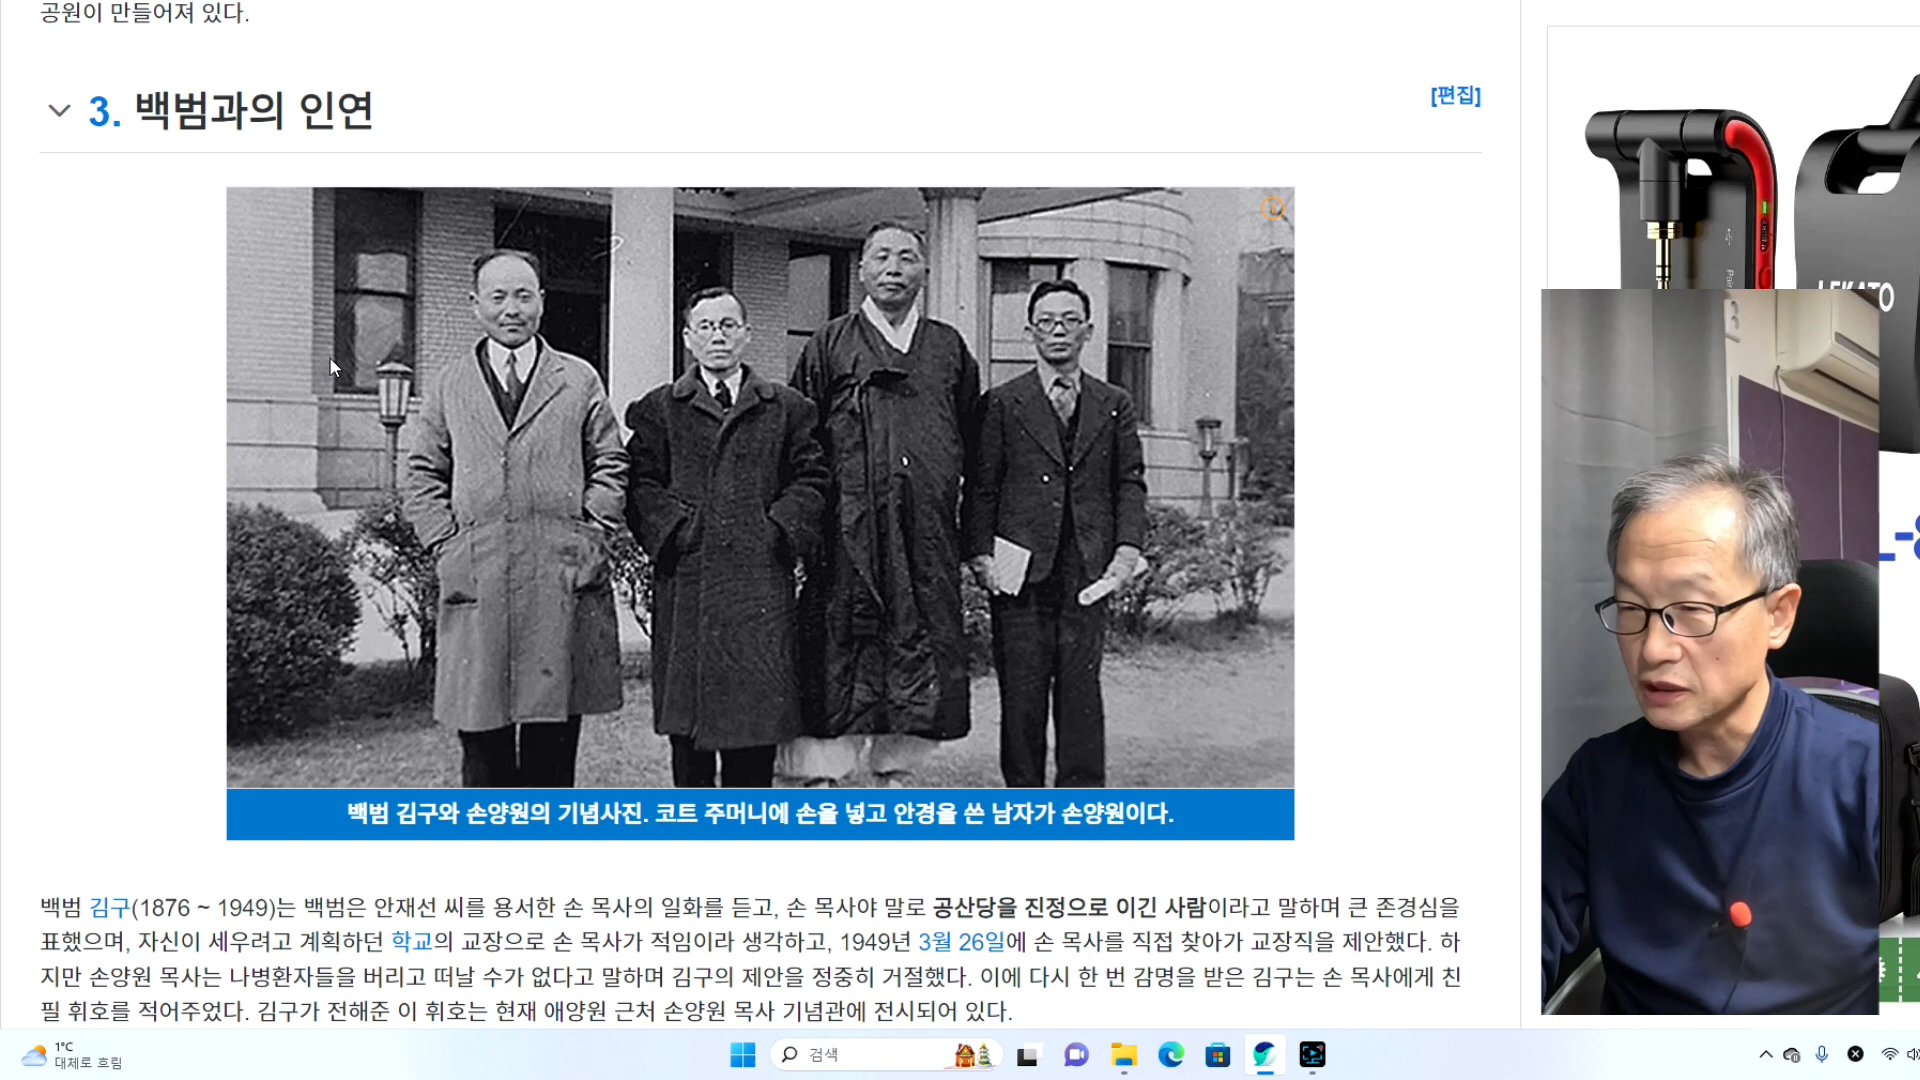 공원이 만들어져 있다.
3. 백범과의 인연
[편집]
백범 김구와 손양원의 기념사진. 코트 주머니에 손을 넣고 안경을 쓴 남자가 손양원이다.
백범 김구(1876 ~ 1949)는 백범은 안재선 씨를 용서한 손 목사의 일화를 듣고, 손 목사야 말로 공산당을 진정으로 이긴 사람이라고 말하며 큰 존경심을
표했으며, 자신이 세우려고 계획하던 학교의 교장으로 손 목사가 적임이라 생각하고, 1949년 3월 26일에 손 목사를 직접 찾아가 교장직을 제안했다. 하
지만 손양원 목사는 나병환자들을 버리고 떠날 수가 없다고 말하며 김구의 제안을 정중히 거절했다. 이에 다시 한 번 감명을 받은 김구는 손 목사에게 친
필 휘호를 적어주었다. 김구가 전해준 이 휘호는 현재 애양원 근처 손양원 목사 기념관에 전시되어 있다.
1°C
대체로 흐림
검색